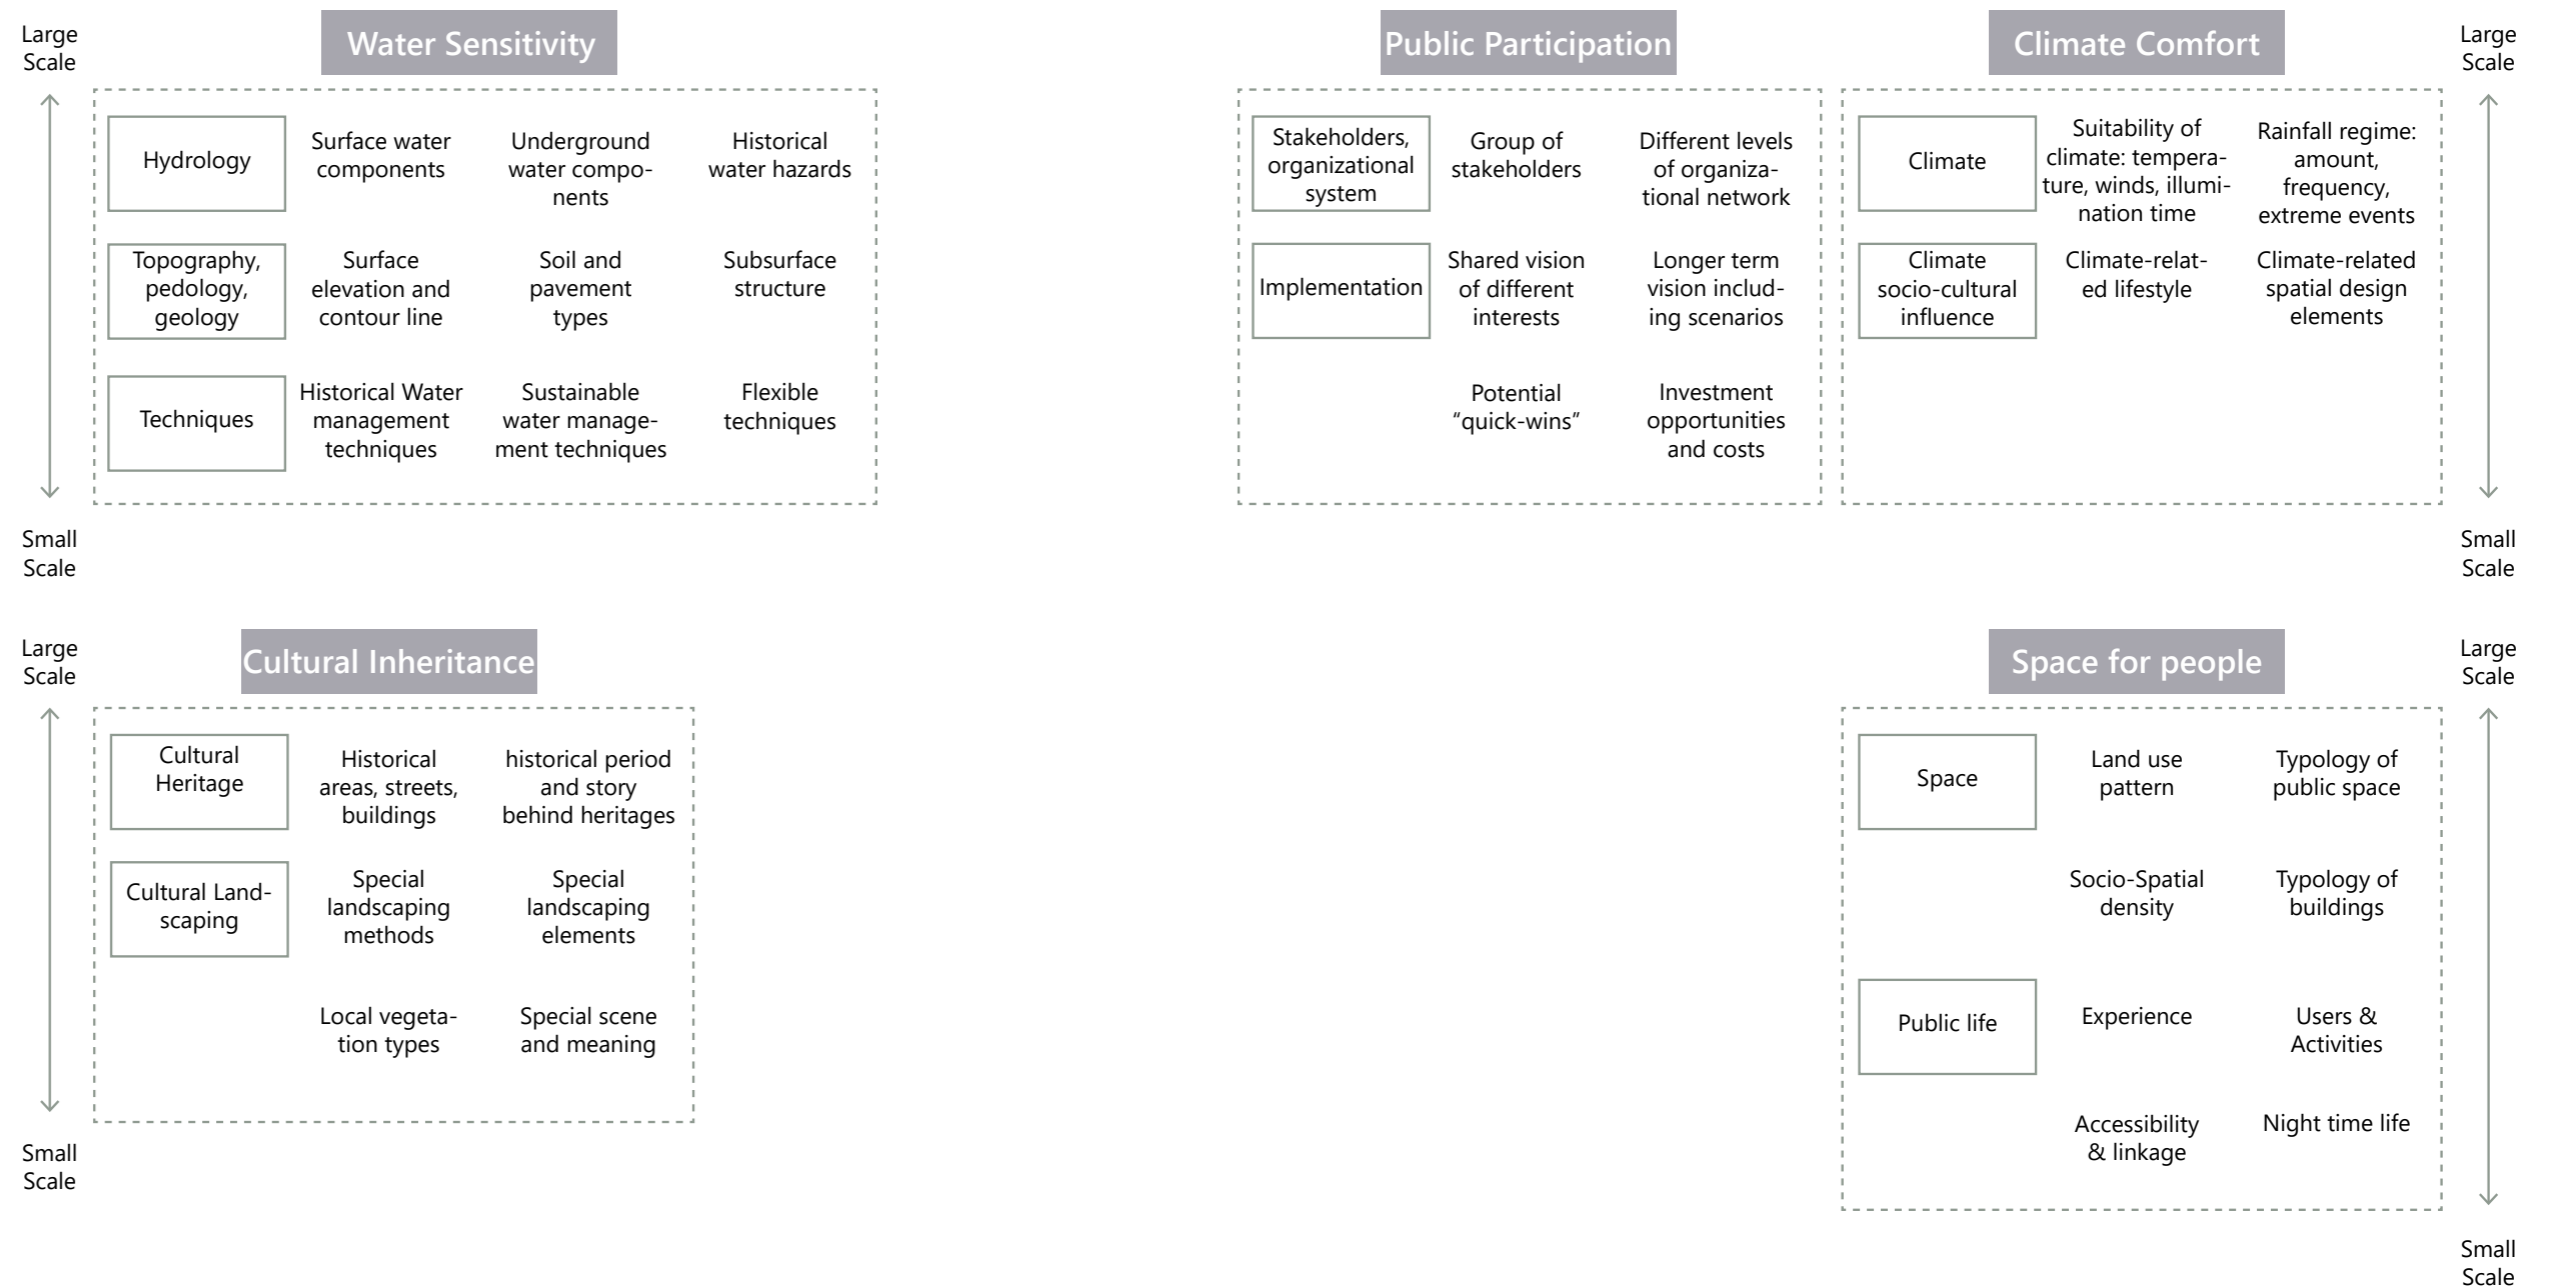 Large
Scale
Water Sensitivity
Hydrology
Surface water
components
Underground
water compo-
nents
Historical
water hazards
Topography,
pedology,
geology
Surface
elevation and
contour line
Soil and
pavement
types
Subsurface
structure
Techniques
Historical Water
management
techniques
Sustainable
water manage-
ment techniques
Flexible
techniques
Small
Scale
Public Participation
Stakeholders,
organizational
system
Group of
stakeholders
Different levels
of organiza-
tional network
Implementation
Shared vision
of different
interests
Longer term
vision includ-
ing scenarios
Potential
“quick-wins”
Investment
opportunities
and costs
Climate Comfort
Large
Scale
Climate
Suitability of
climate: tempera-
ture, winds, illumi-
nation time
Rainfall regime:
amount,
frequency,
extreme events
Climate
socio-cultural
influence
Climate-relat-
ed lifestyle
Climate-related
spatial design
elements
Small
Scale
Large
Scale
Cultural Inheritance
Cultural
Heritage
Historical
areas, streets,
buildings
historical period
and story
behind heritages
Cultural Land-
scaping
Special
landscaping
methods
Special
landscaping
elements
Local vegeta-
tion types
Special scene
and meaning
Small
Scale
Space for people
Large
Scale
Space
Land use
pattern
Typology of
public space
Socio-Spatial
density
Typology of
buildings
Public life
Experience
Users &
Activities
Accessibility
& linkage
Night time life
Small
Scale